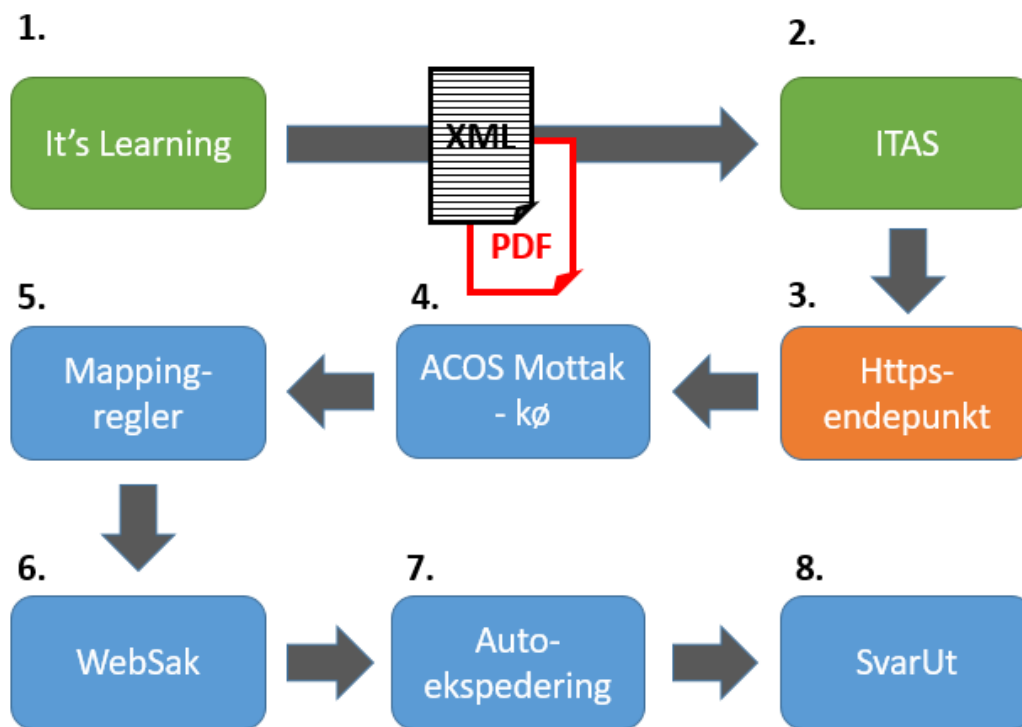 1.
2.
It's Learning
XML
PDF
ITAS
5.
4.
3.
Mapping-
regler
ACOS Mottak
- kø
Https-
endepunkt
6.
7.
8.
WebSak
Auto-
ekspedering
SvarUt